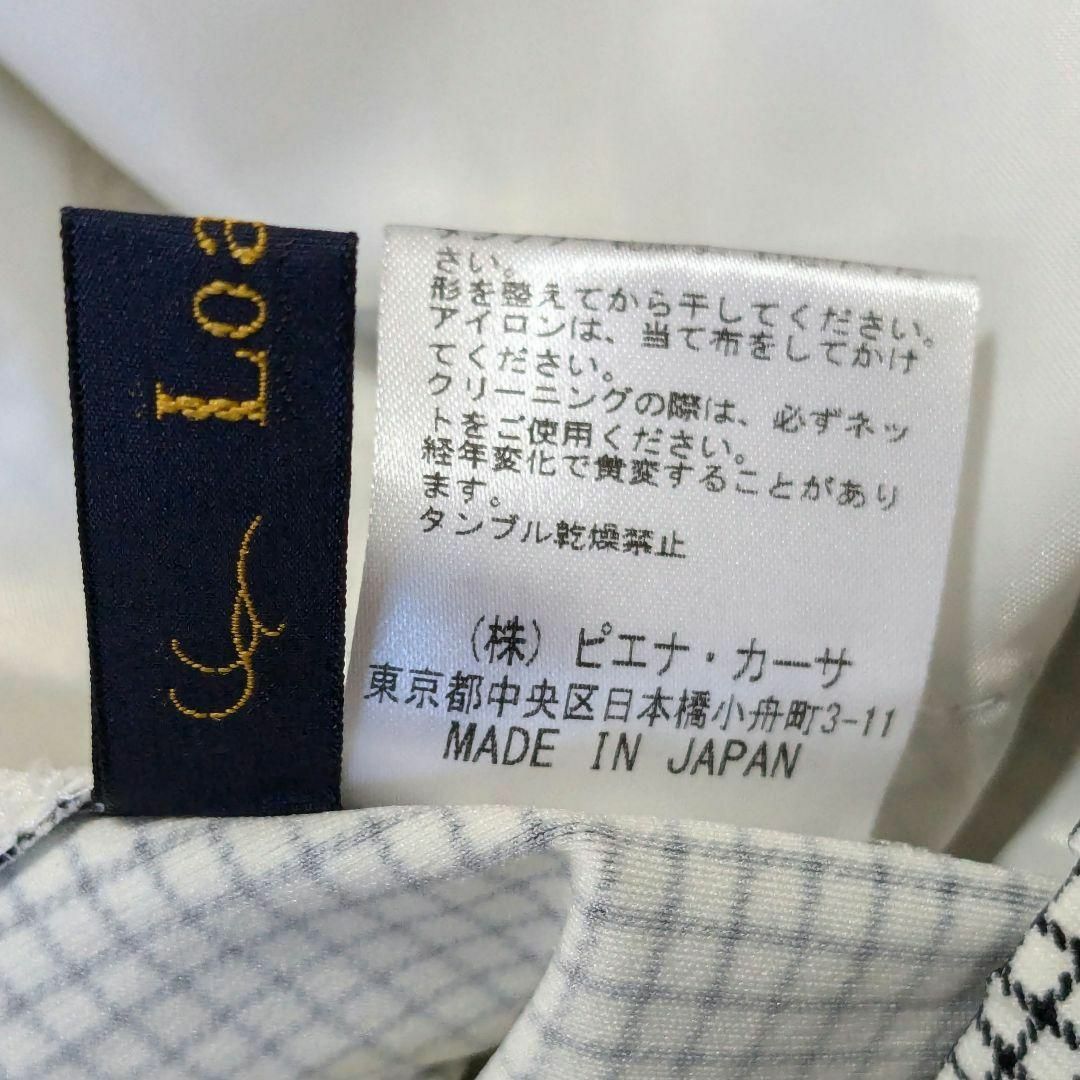 Loa
さい。
形を整えてから干してください。
アイロンは、当て布をしてかけ
てください。
クリーニングの際は、必ずネッ
トをご使用ください。
経年変化で黄変することがあり
ます。
タンブル乾燥禁止
(株) ピエナ・カーサ
東京都中央区日本橋小舟町3-11
MADE IN JAPAN